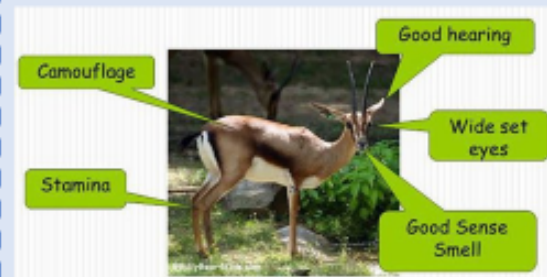 Good hearing
Camouflage
Wide set
eyes
Stamina
Good Sense
Smell